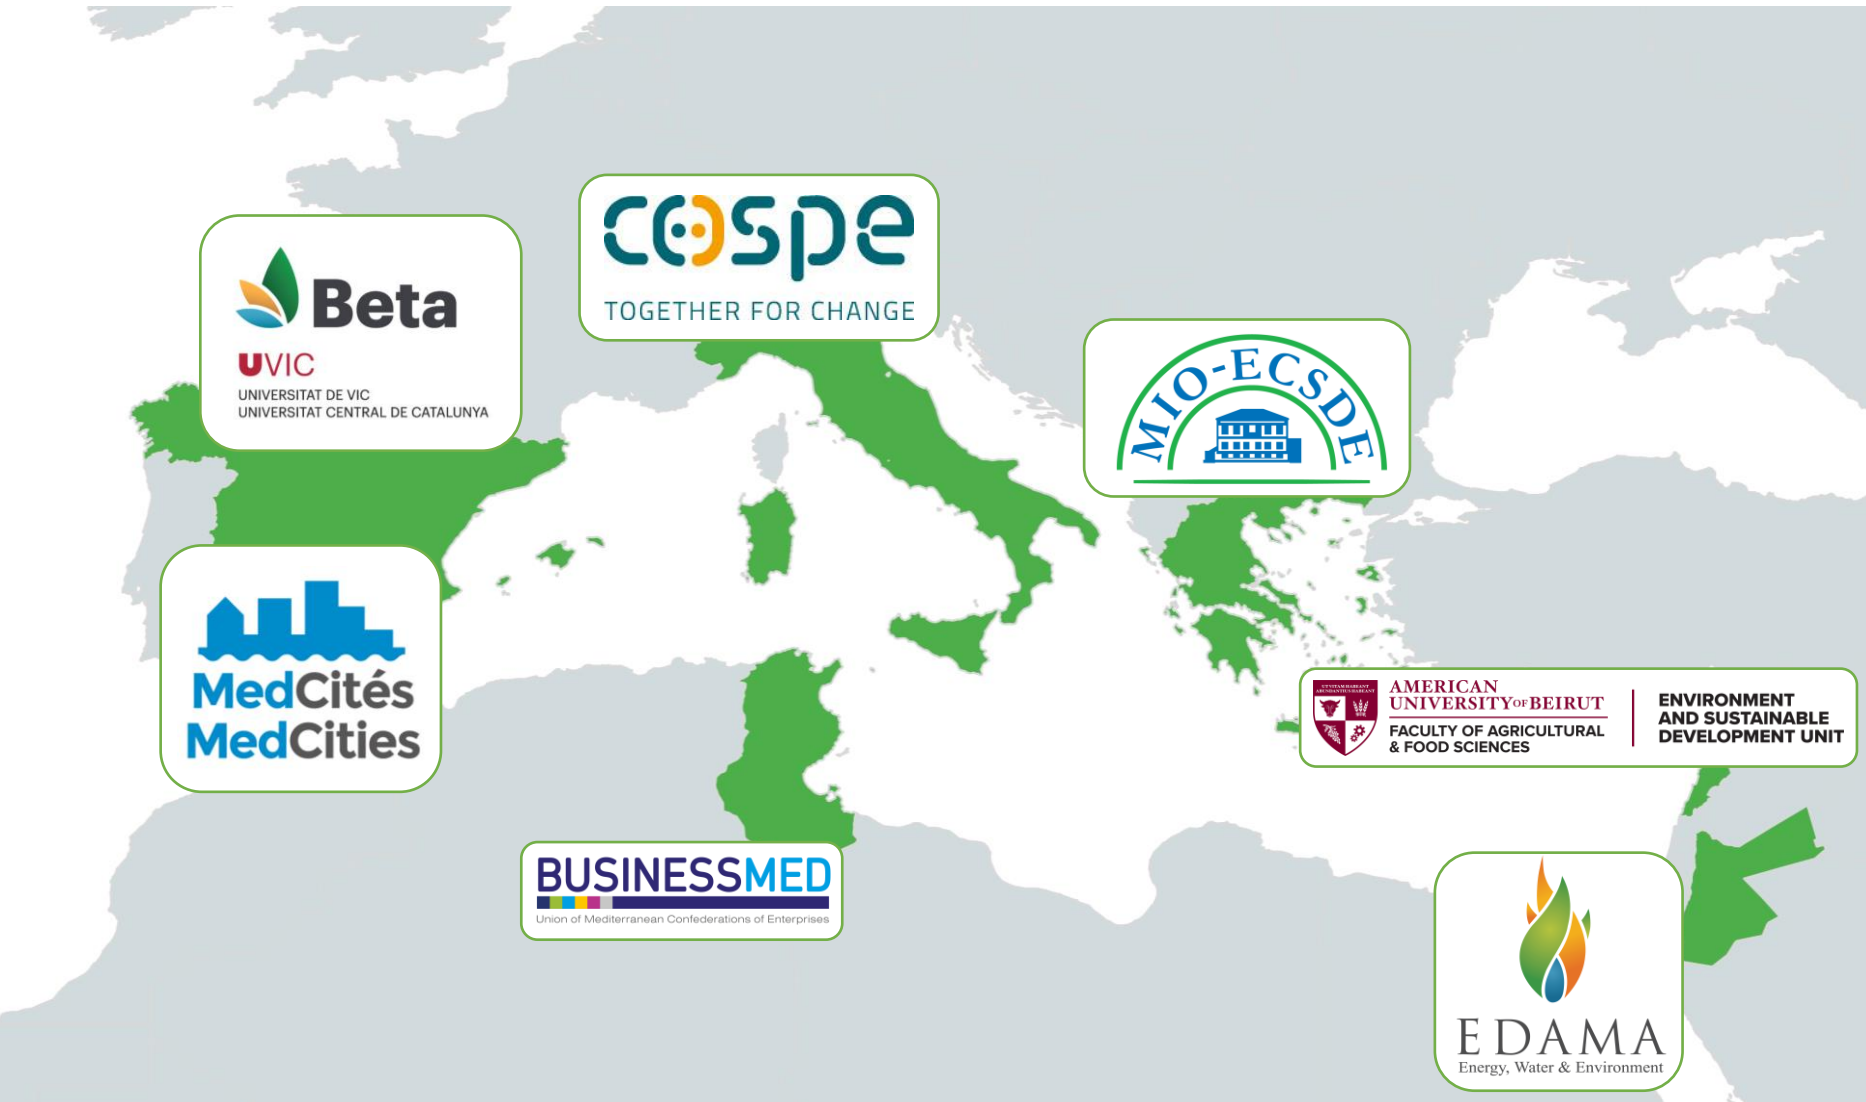 cospe
TOGETHER FOR CHANGE
Beta
UVIC
UNIVERSITAT DE VIC
UNIVERSITAT CENTRAL DE CATALUNYA
MIO-ECSDE
MedCités
MedCities
AMERICAN
UNIVERSITY OF BEIRUT
FACULTY OF AGRICULTURAL
& FOOD SCIENCES
ENVIRONMENT
AND SUSTAINABLE
DEVELOPMENT UNIT
BUSINESSMED
Union of Mediterranean Confederations of Enterprises
EDAMA
Energy, Water & Environment